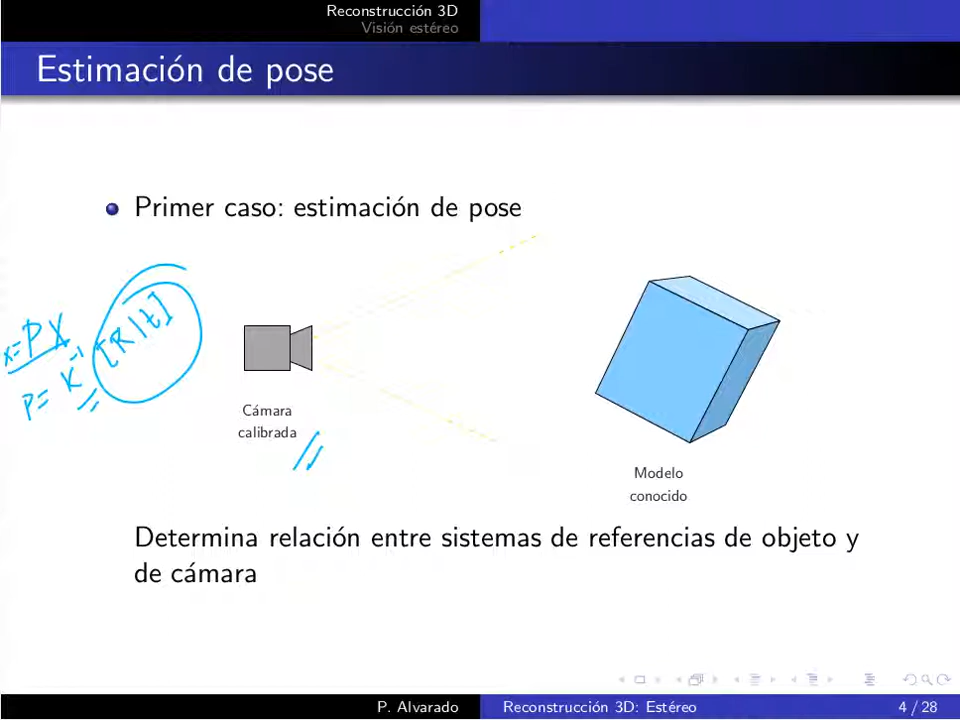 Reconstrucción 3D
Visión estéreo
Estimación de pose
Primer caso: estimación de pose
x = P X
P = K⁻¹ [R | t]
Cámara
calibrada
Modelo
conocido
Determina relación entre sistemas de referencias de objeto y
de cámara
P. Alvarado
Reconstrucción 3D: Estéreo
4 / 28